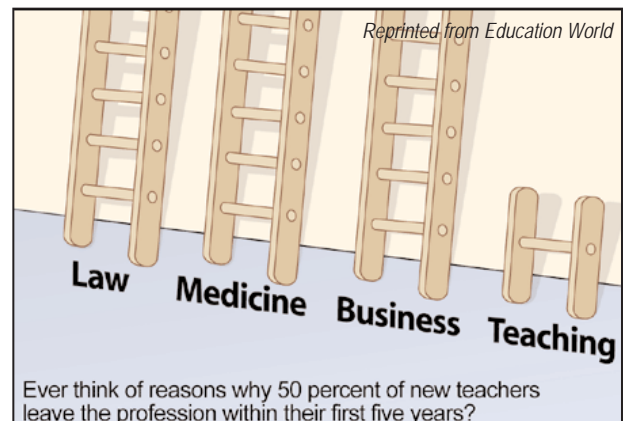 Reprinted from Education World
Law
Medicine
Business
Teaching
Ever think of reasons why 50 percent of new teachers
leave the profession within their first five years?